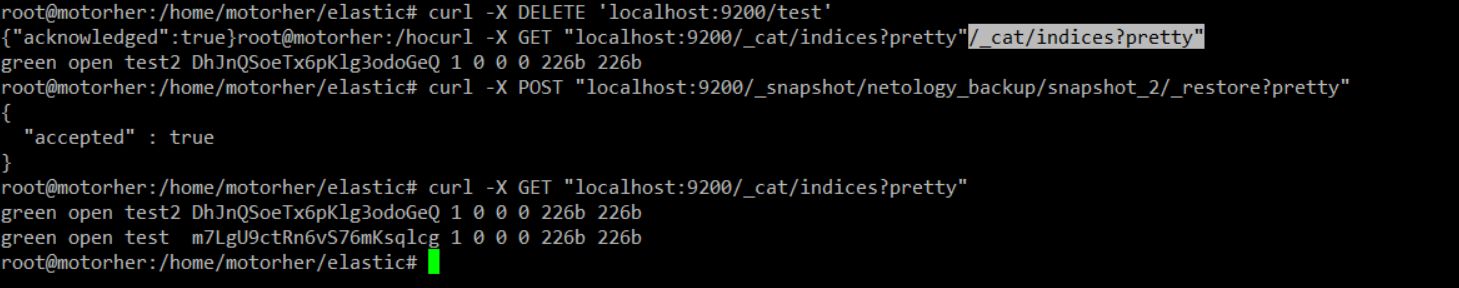 root@motorher:/home/motorher/elastic# curl -X DELETE 'localhost:9200/test'
{"acknowledged":true}root@motorher:/hocurl -X GET "localhost:9200/_cat/indices?pretty"/_cat/indices?pretty"
green open test2 DhJnQSoeTx6pKlg3odoGeQ 1 0 0 0 226b 226b
root@motorher:/home/motorher/elastic# curl -X POST "localhost:9200/_snapshot/netology_backup/snapshot_2/_restore?pretty"
{
  "accepted" : true
}
root@motorher:/home/motorher/elastic# curl -X GET "localhost:9200/_cat/indices?pretty"
green open test2 DhJnQSoeTx6pKlg3odoGeQ 1 0 0 0 226b 226b
green open test  m7LgU9ctRn6vS76mKsqlcg 1 0 0 0 226b 226b
root@motorher:/home/motorher/elastic#